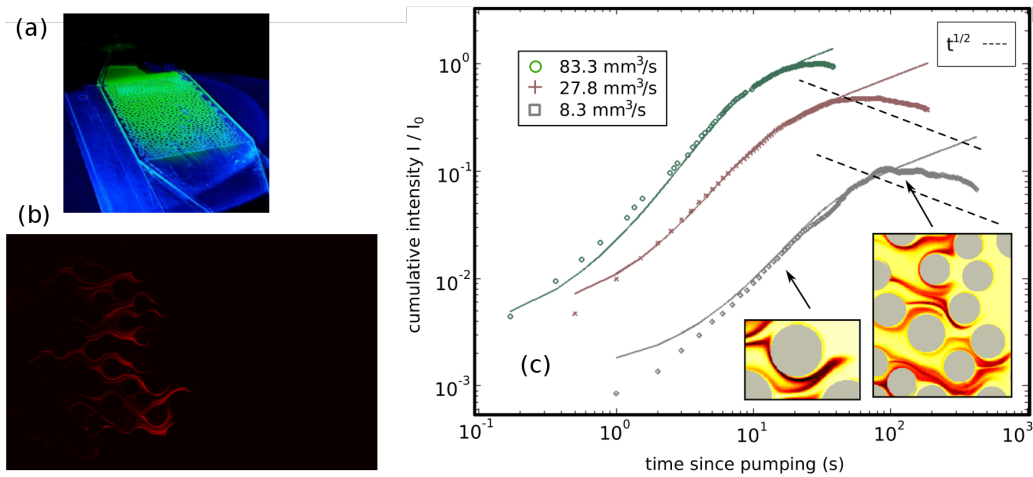 (a)
(b)
(c)
83.3 mm³/s
27.8 mm³/s
8.3 mm³/s
t^{1/2}
cumulative intensity I / I₀
10⁰
10⁻¹
10⁻²
10⁻³
10⁻¹
10⁰
10¹
10²
10³
time since pumping (s)